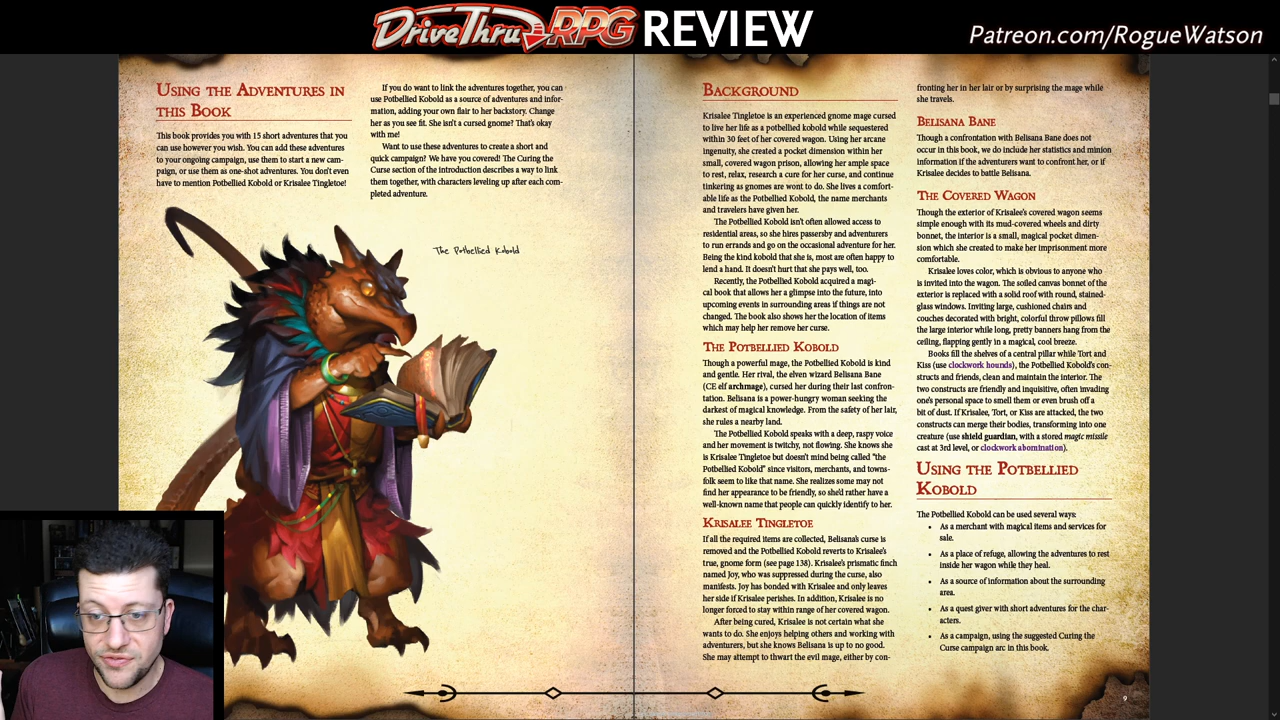 DriveThruRPG REVIEW
Patreon.com/RogueWatson
Using the Adventures in
this Book
This book provides you with 15 short adventures that you
can use however you wish. You can add these adventures
to your ongoing campaign, use them to start a new cam-
paign, or use them as one-shot adventures. You don't even
have to mention Potbellied Kobold or Krisalee Tingletoe!
If you do want to link the adventures together, you can
use Potbellied Kobold as a source of adventures and infor-
mation, adding your own flair to her backstory. Change
her as you see fit. She isn't a cursed gnome? That's okay
with me!
Want to use these adventures to create a short and
quick campaign? We have you covered! The Curing the
Curse section of the introduction describes a way to link
them together, with characters leveling up after each com-
pleted adventure.
The Potbellied Kobold
Background
Krisalee Tingletoe is an experienced gnome mage cursed
to live her life as a potbellied kobold while sequestered
within 30 feet of her covered wagon. Using her arcane
ingenuity, she created a pocket dimension within her
small, covered wagon prison, allowing her ample space
to rest, relax, research a cure for her curse, and continue
tinkering as gnomes are wont to do. She lives a comfort-
able life as the Potbellied Kobold, the name merchants
and travelers have given her.
The Potbellied Kobold isn't often allowed access to
residential areas, so she hires passersby and adventurers
to run errands and go on the occasional adventure for her.
Being the kind kobold that she is, most are often happy to
lend a hand. It doesn't hurt that she pays well, too.
Recently, the Potbellied Kobold acquired a magi-
cal book that allows her a glimpse into the future, into
upcoming events in surrounding areas if things are not
changed. The book also shows her the location of items
which may help her remove her curse.
The Potbellied Kobold
Though a powerful mage, the Potbellied Kobold is kind
and gentle. Her rival, the elven wizard Belisana Bane
(CE elf archmage), cursed her during their last confron-
tation. Belisana is a power-hungry woman seeking the
darkest of magical knowledge. From the safety of her lair,
she rules a nearby land.
The Potbellied Kobold speaks with a deep, raspy voice
and her movement is twitchy, not flowing. She knows she
is Krisalee Tingletoe but doesn't mind being called "the
Potbellied Kobold" since visitors, merchants, and towns-
folk seem to like that name. She realizes some may not
find her appearance to be friendly, so she'd rather have a
well-known name that people can quickly identify to her.
Krisalee Tingletoe
If all the required items are collected, Belisana's curse is
removed and the Potbellied Kobold reverts to Krisalee's
true, gnome form (see page 138). Krisalee's prismatic finch
named Joy, who was suppressed during the curse, also
manifests. Joy has bonded with Krisalee and only leaves
her side if Krisalee perishes. In addition, Krisalee is no
longer forced to stay within range of her covered wagon.
After being cured, Krisalee is not certain what she
wants to do. She enjoys helping others and working with
adventurers, but she knows Belisana is up to no good.
She may attempt to thwart the evil mage, either by con-
fronting her in her lair or by surprising the mage while
she travels.
Belisana Bane
Though a confrontation with Belisana Bane does not
occur in this book, we do include her statistics and minion
information if the adventurers want to confront her, or if
Krisalee decides to battle Belisana.
The Covered Wagon
Though the exterior of Krisalee's covered wagon seems
simple enough with its mud-covered wheels and dirty
bonnet, the interior is a small, magical pocket dimen-
sion which she created to make her imprisonment more
comfortable.
Krisalee loves color, which is obvious to anyone who
is invited into the wagon. The soiled canvas bonnet of the
exterior is replaced with a solid roof with round, stained-
glass windows. Inviting large, cushioned chairs and
couches decorated with bright, colorful throw pillows fill
the large interior while long, pretty banners hang from the
ceiling, flapping gently in a magical, cool breeze.
Books fill the shelves of a central pillar while Tort and
Kiss (use clockwork hounds), the Potbellied Kobold's con-
structs and friends, clean and maintain the interior. The
two constructs are friendly and inquisitive, often invading
one's personal space to smell them or even brush off a
bit of dust. If Krisalee, Tort, or Kiss are attacked, the two
constructs can merge their bodies, transforming into one
creature (use shield guardian, with a stored magic missile
cast at 3rd level, or clockwork abomination).
Using the Potbellied
Kobold
The Potbellied Kobold can be used several ways:
• As a merchant with magical items and services for
sale.
• As a place of refuge, allowing the adventures to rest
inside her wagon while they heal.
• As a source of information about the surrounding
area.
• As a quest giver with short adventures for the char-
acters.
• As a campaign, using the suggested Curing the
Curse campaign arc in this book.
9